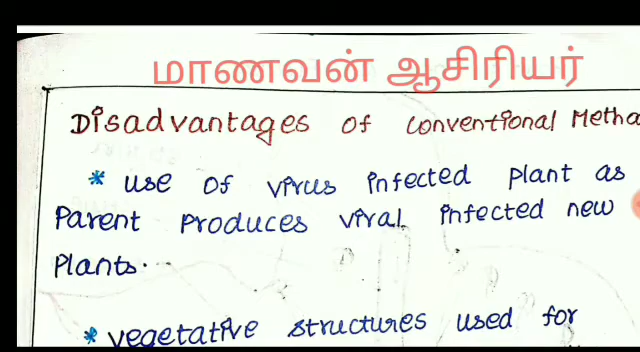 மாணவன் ஆசிரியர்
Disadvantages of conventional Metho
* use of virus infected plant as
Parent produces viral infected new
Plants.
* vegetative structures used for